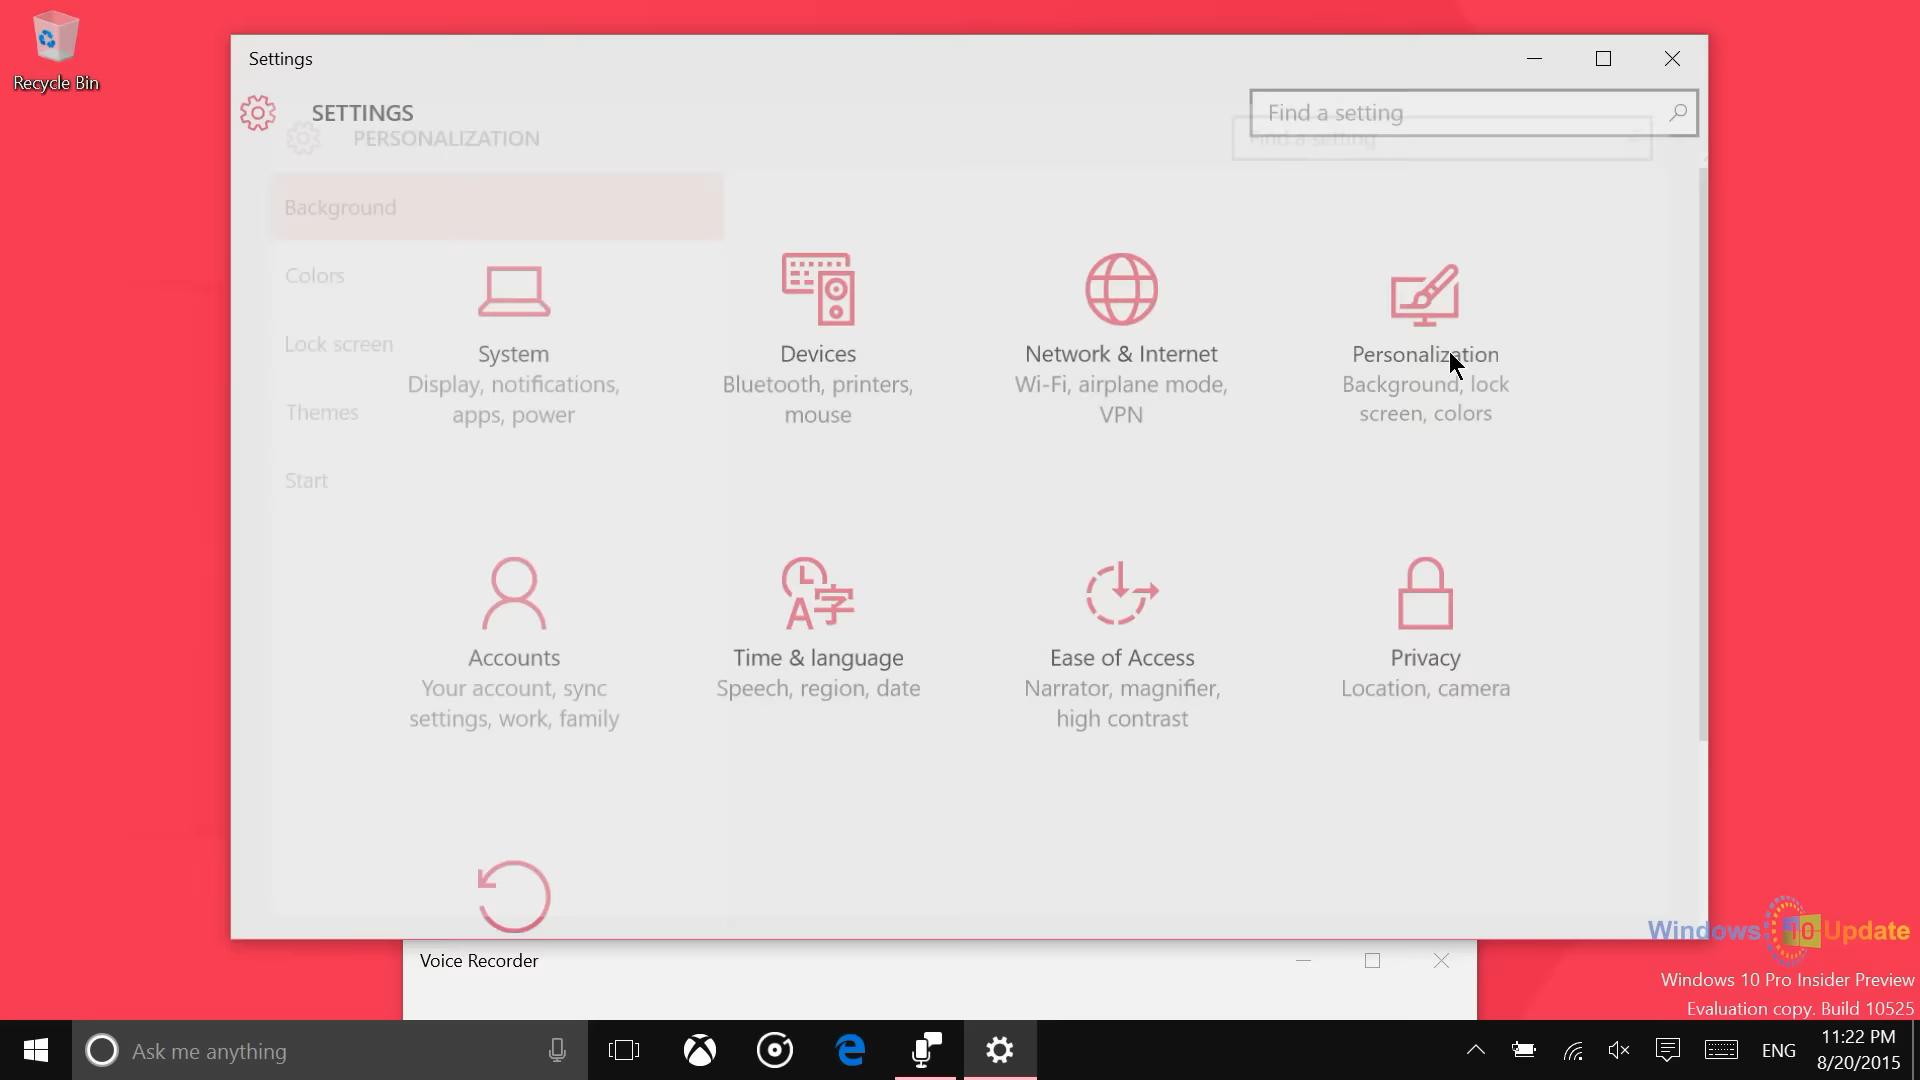 Recycle Bin
Settings
SETTINGS
Find a setting
PERSONALIZATION
Find a setting
Background
Colors
Lock screen
Themes
Start
System
Display, notifications,
apps, power
Devices
Bluetooth, printers,
mouse
Network & Internet
Wi-Fi, airplane mode,
VPN
Personalization
Background, lock
screen, colors
Accounts
Your account, sync
settings, work, family
Time & language
Speech, region, date
Ease of Access
Narrator, magnifier,
high contrast
Privacy
Location, camera
Voice Recorder
Windows 10 Update
Windows 10 Pro Insider Preview
Evaluation copy. Build 10525
Ask me anything
ENG
11:22 PM
8/20/2015